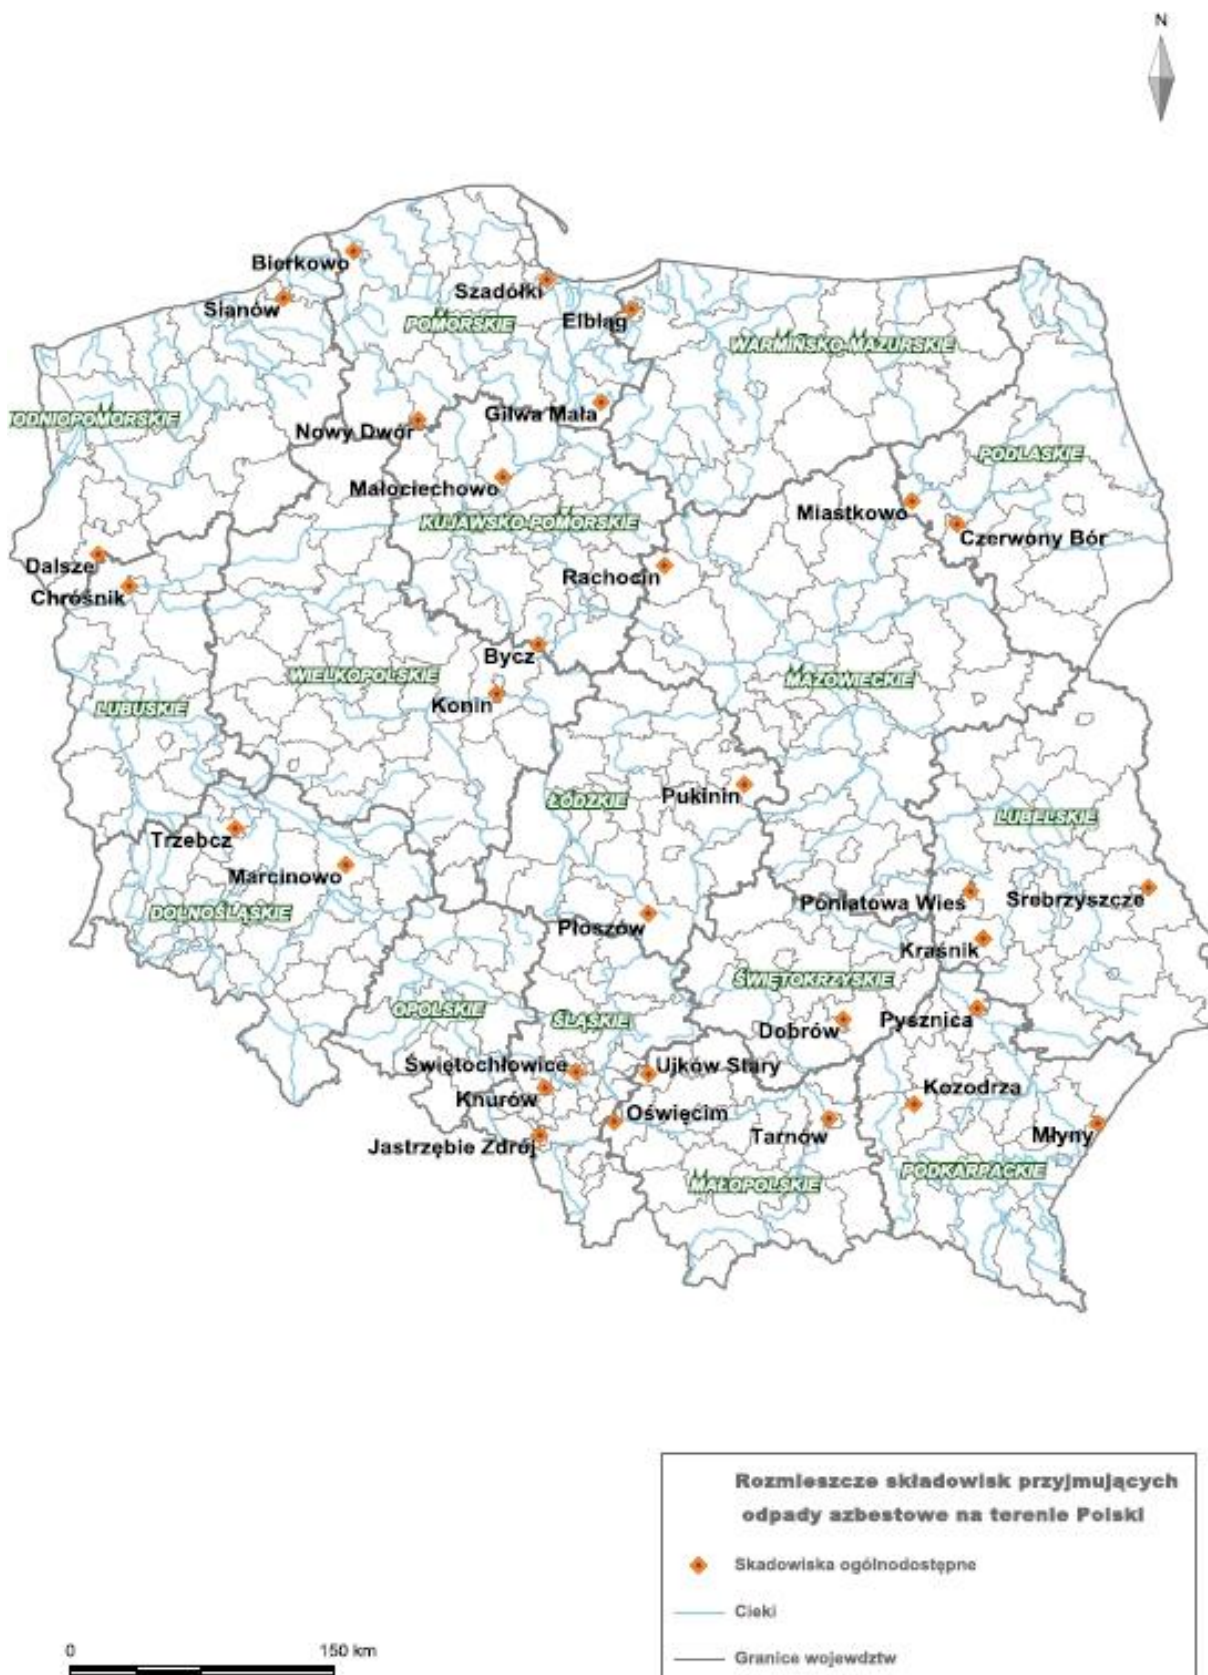 N
Bierkowo
Szadółki
Sianów
Elbląg
POMORSKIE
WARMIŃSKO-MAZURSKIE
Gilwa Mała
ODNIOPOMORSKIE
Nowy Dwór
PODLASKIE
Małociechowo
Miastkowo
KUJAWSKO-POMORSKIE
Czerwony Bór
Dalsze
Rachocin
Chróśnik
Bycz
WIELKOPOLSKIE
MAZOWIECKIE
Konin
LUBUSKIE
Pukinin
ŁÓDZKIE
LUBELSKIE
Trzebcz
Marcinowo
Poniatowa Wieś
Srebrzyszcze
DOLNOŚLĄSKIE
Płoszów
Kraśnik
ŚWIĘTOKRZYSKIE
OPOLSKIE
Pysznica
ŚLĄSKIE
Dobrów
Świętochłowice
Ujków Stary
Kozodrza
Knurów
Oświęcim
Tarnów
Młyny
Jastrzębie Zdrój
PODKARPACKIE
MAŁOPOLSKIE
Rozmieszcze składowisk przyjmujących
odpady azbestowe na terenie Polski
Skadowiska ogólnodostępne
Cieki
Granice wojewdztw
0 150 km